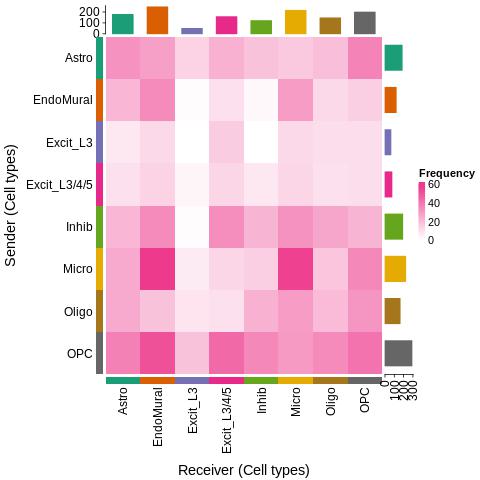 200
100
0
Astro
EndoMural
Excit_L3
Excit_L3/4/5
Inhib
Micro
Oligo
OPC
Sender (Cell types)
Frequency
60
40
20
0
0
100
200
300
Astro
EndoMural
Excit_L3
Excit_L3/4/5
Inhib
Micro
Oligo
OPC
Receiver (Cell types)